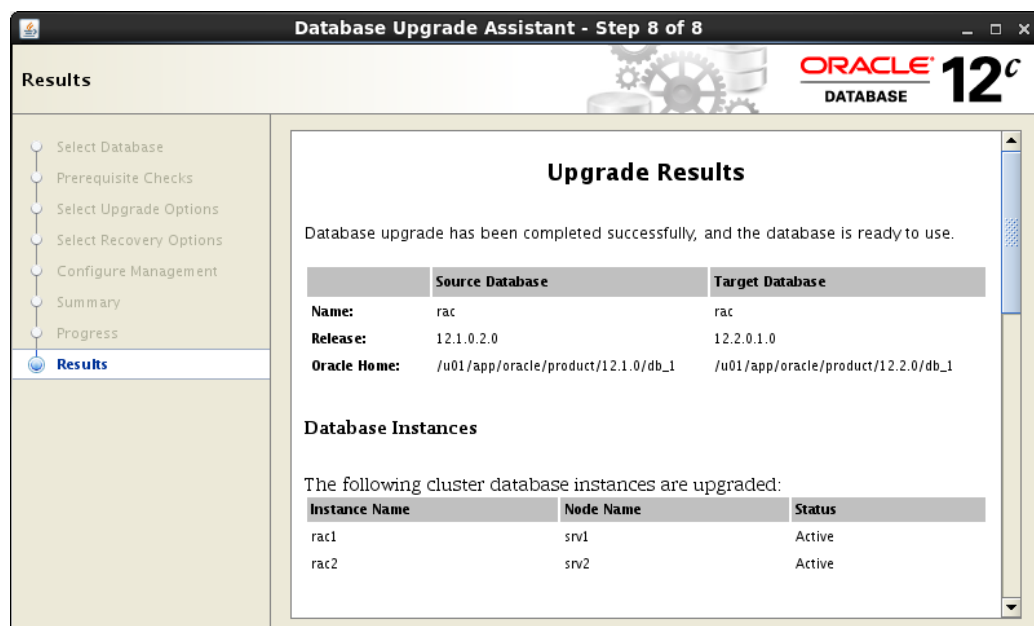 Database Upgrade Assistant - Step 8 of 8
Results
ORACLE DATABASE 12c
Select Database
Prerequisite Checks
Select Upgrade Options
Select Recovery Options
Configure Management
Summary
Progress
Results
Upgrade Results
Database upgrade has been completed successfully, and the database is ready to use.
Source Database Target Database
Name: rac rac
Release: 12.1.0.2.0 12.2.0.1.0
Oracle Home: /u01/app/oracle/product/12.1.0/db_1 /u01/app/oracle/product/12.2.0/db_1
Database Instances
The following cluster database instances are upgraded:
Instance Name Node Name Status
rac1 srv1 Active
rac2 srv2 Active